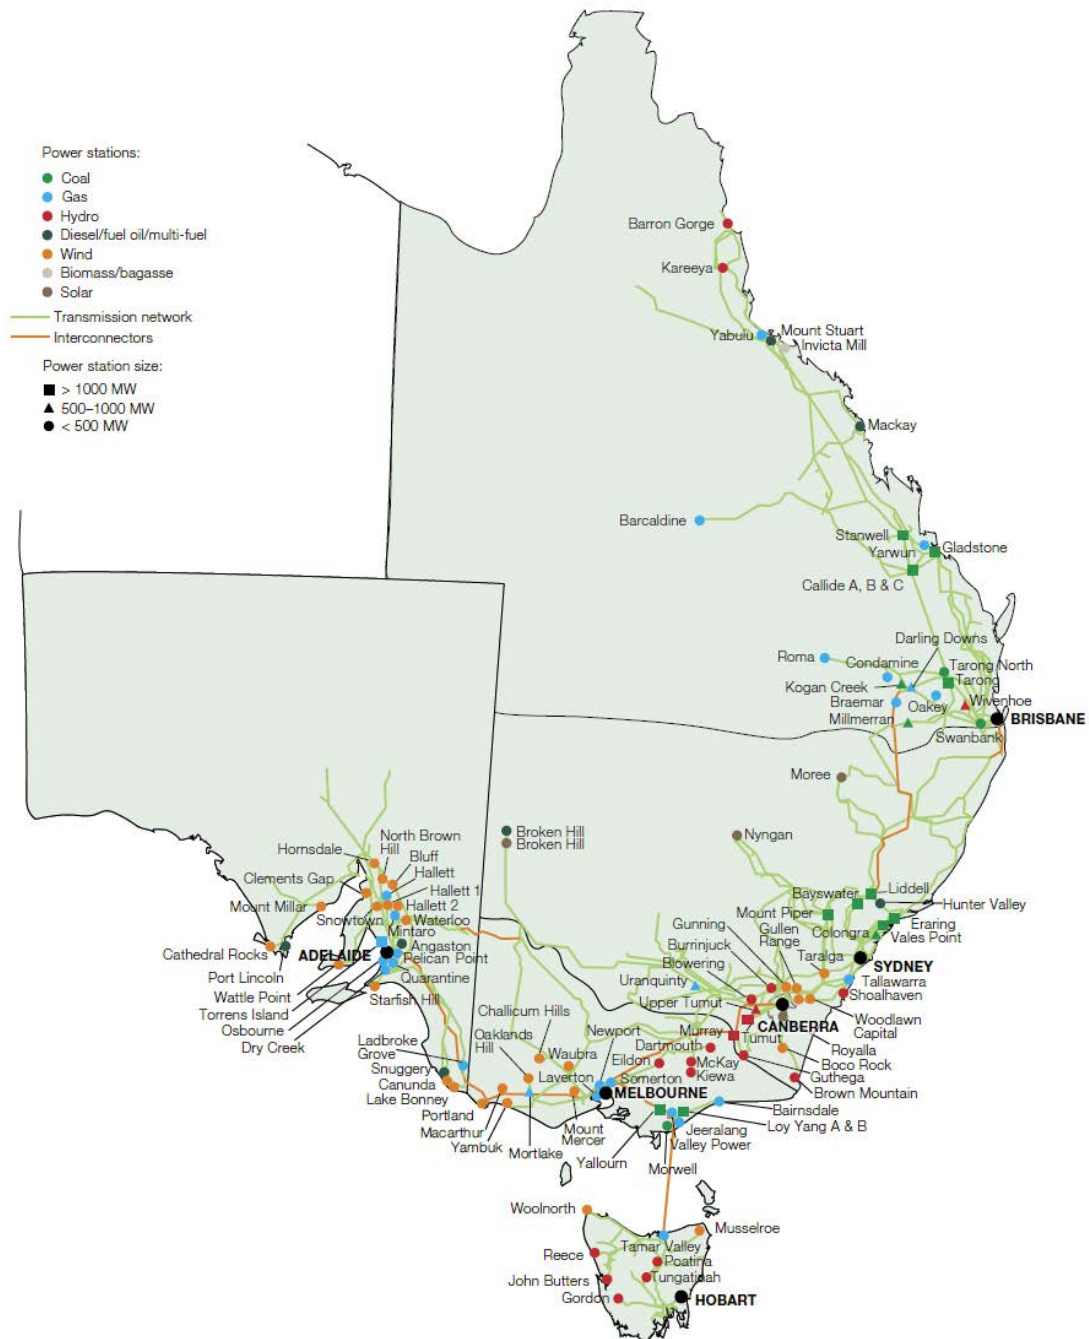 Power stations:
Coal
Gas
Hydro
Diesel/fuel oil/multi-fuel
Wind
Biomass/bagasse
Solar
Transmission network
Interconnectors
Power station size:
> 1000 MW
500–1000 MW
< 500 MW
Barron Gorge
Kareeya
Yabulu
Mount Stuart
Invicta Mill
Mackay
Barcaldine
Stanwell
Yarwun
Gladstone
Callide A, B & C
Darling Downs
Roma
Condamine
Tarong North
Tarong
Kogan Creek
Braemar
Oakey
Wivenhoe
Millmerran
BRISBANE
Swanbank
Moree
Broken Hill
Broken Hill
Nyngan
North Brown
Hill
Hornsdale
Bluff
Hallett
Clements Gap
Hallett 1
Mount Millar
Hallett 2
Snowtown
Waterloo
Mintaro
Angaston
Cathedral Rocks
ADELAIDE
Pelican Point
Port Lincoln
Quarantine
Wattle Point
Starfish Hill
Torrens Island
Osbourne
Dry Creek
Bayswater
Liddell
Hunter Valley
Mount Piper
Gunning
Gullen
Range
Colongra
Eraring
Vales Point
Burrinjuck
Taralga
Blowering
SYDNEY
Uranquinty
Tallawarra
Shoalhaven
Upper Tumut
Challicum Hills
Newport
Murray
CANBERRA
Woodlawn
Capital
Oaklands
Hill
Tumut
Ladbroke
Grove
Waubra
Dartmouth
Royalla
Eildon
McKay
Boco Rock
Snuggery
Laverton
Somerton
Kiewa
Guthega
Canunda
MELBOURNE
Brown Mountain
Lake Bonney
Portland
Bairnsdale
Macarthur
Mount
Mercer
Loy Yang A & B
Jeeralang
Yambuk
Mortlake
Valley Power
Yallourn
Morwell
Woolnorth
Musselroe
Tamar Valley
Reece
Poatina
Tungatinah
John Butters
Gordon
HOBART